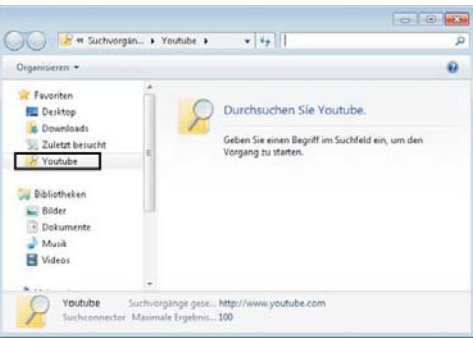 « Suchvorgän... ▸ Youtube ▸
Organisieren
Favoriten
Desktop
Downloads
Zuletzt besucht
Youtube
Bibliotheken
Bilder
Dokumente
Musik
Videos
Durchsuchen Sie Youtube.
Geben Sie einen Begriff im Suchfeld ein, um den
Vorgang zu starten.
Youtube Suchvorgänge gese... http://www.youtube.com
Suchconnector Maximale Ergebnis... 100